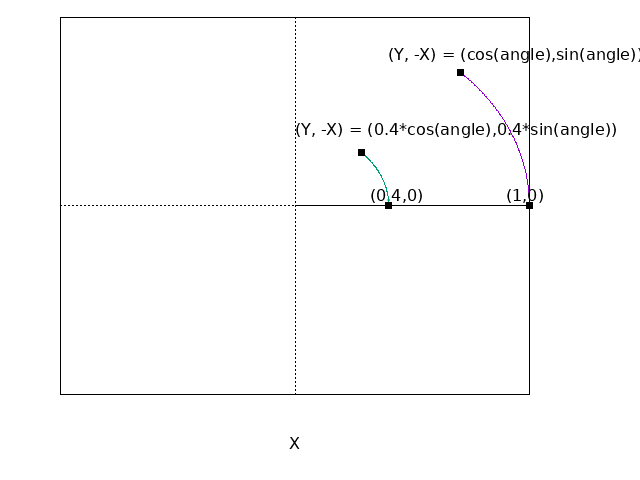 (Y, -X) = (cos(angle),sin(angle))
(Y, -X) = (0.4*cos(angle),0.4*sin(angle))
(0.4,0)
(1,0)
X